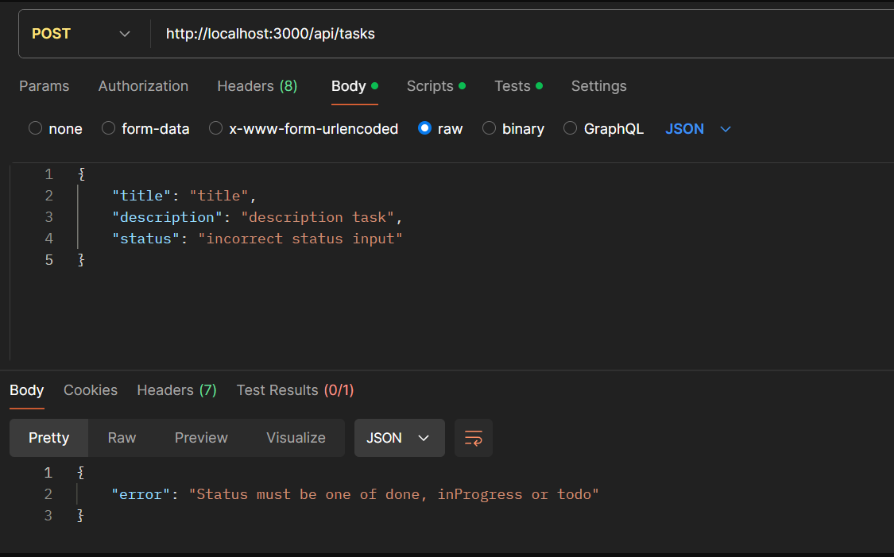 POST http://localhost:3000/api/tasks
Params Authorization Headers (8) Body Scripts Tests Settings
none form-data x-www-form-urlencoded raw binary GraphQL JSON
1 {
2 "title": "title",
3 "description": "description task",
4 "status": "incorrect status input"
5 }
Body Cookies Headers (7) Test Results (0/1)
Pretty Raw Preview Visualize JSON
1 {
2 "error": "Status must be one of done, inProgress or todo"
3 }